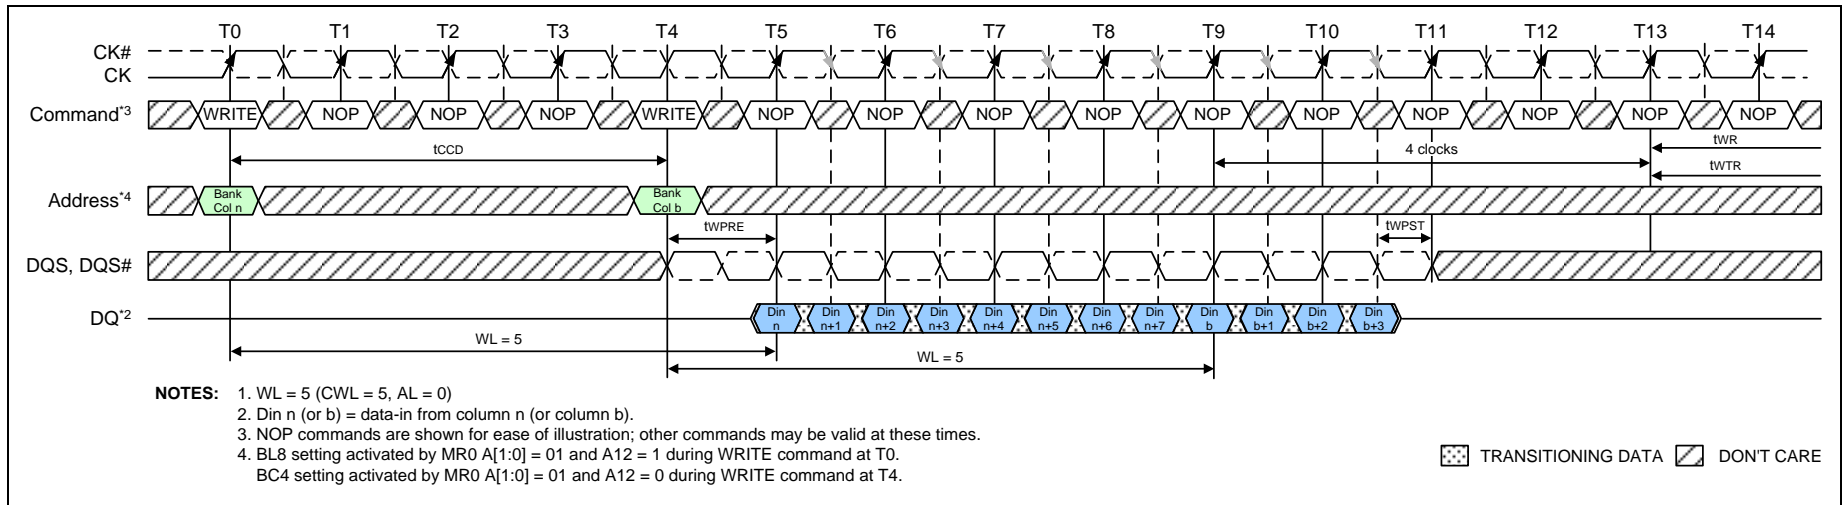 T0 T1 T2 T3 T4 T5 T6 T7 T8 T9 T10 T11 T12 T13 T14
CK#
CK
Command*3 WRITE NOP NOP NOP WRITE NOP NOP NOP NOP NOP NOP NOP NOP NOP NOP
tCCD 4 clocks tWR
tWTR
Address*4 Bank Col n Bank Col b
tWPRE tWPST
DQS, DQS#
DQ*2 Din n Din n+1 Din n+2 Din n+3 Din n+4 Din n+5 Din n+6 Din n+7 Din b Din b+1 Din b+2 Din b+3
WL = 5 WL = 5
NOTES: 1. WL = 5 (CWL = 5, AL = 0)
2. Din n (or b) = data-in from column n (or column b).
3. NOP commands are shown for ease of illustration; other commands may be valid at these times.
4. BL8 setting activated by MR0 A[1:0] = 01 and A12 = 1 during WRITE command at T0.
BC4 setting activated by MR0 A[1:0] = 01 and A12 = 0 during WRITE command at T4.
TRANSITIONING DATA DON'T CARE